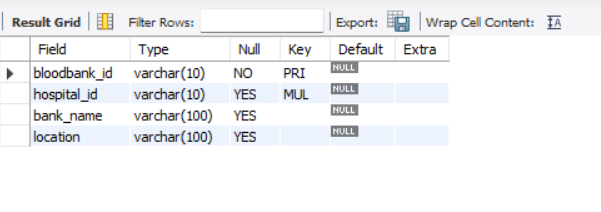 Result Grid Filter Rows: Export: Wrap Cell Content: IA
Field Type Null Key Default Extra
bloodbank_id varchar(10) NO PRI NULL
hospital_id varchar(10) YES MUL NULL
bank_name varchar(100) YES NULL
location varchar(100) YES NULL